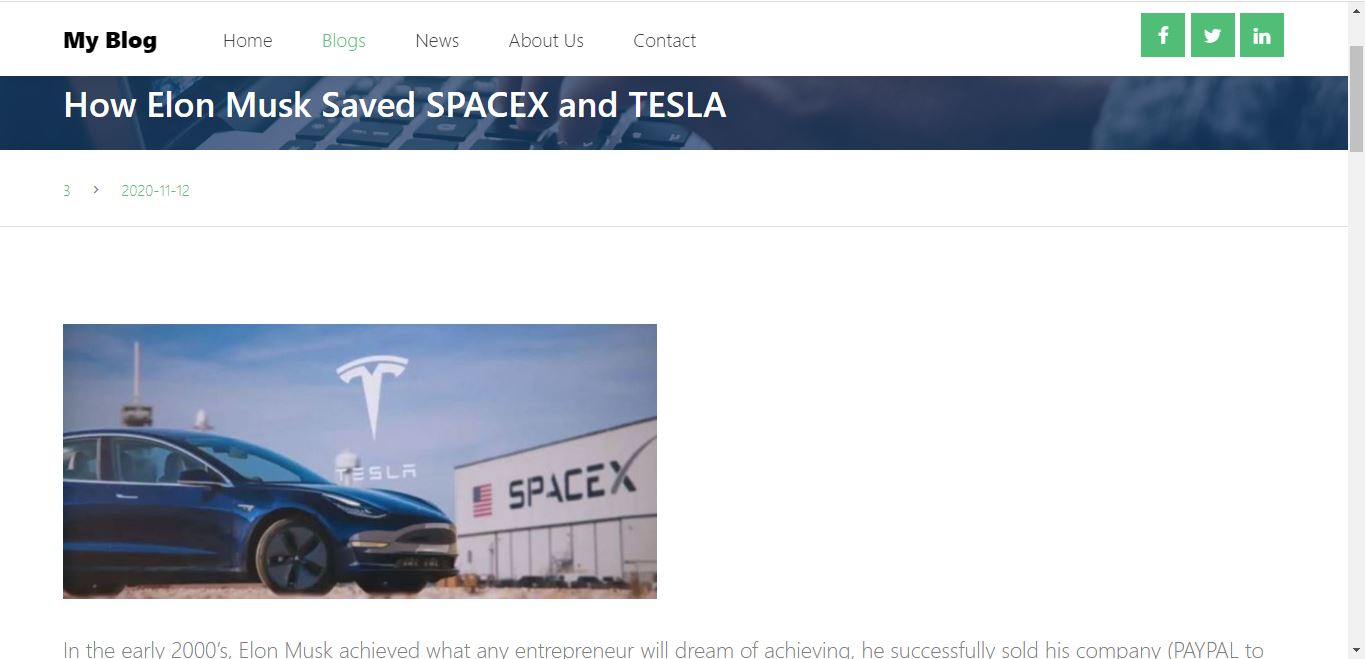 My Blog Home Blogs News About Us Contact
How Elon Musk Saved SPACEX and TESLA
3 > 2020-11-12
TESLA
SPACEX
In the early 2000's, Elon Musk achieved what any entrepreneur will dream of achieving, he successfully sold his company (PAYPAL to